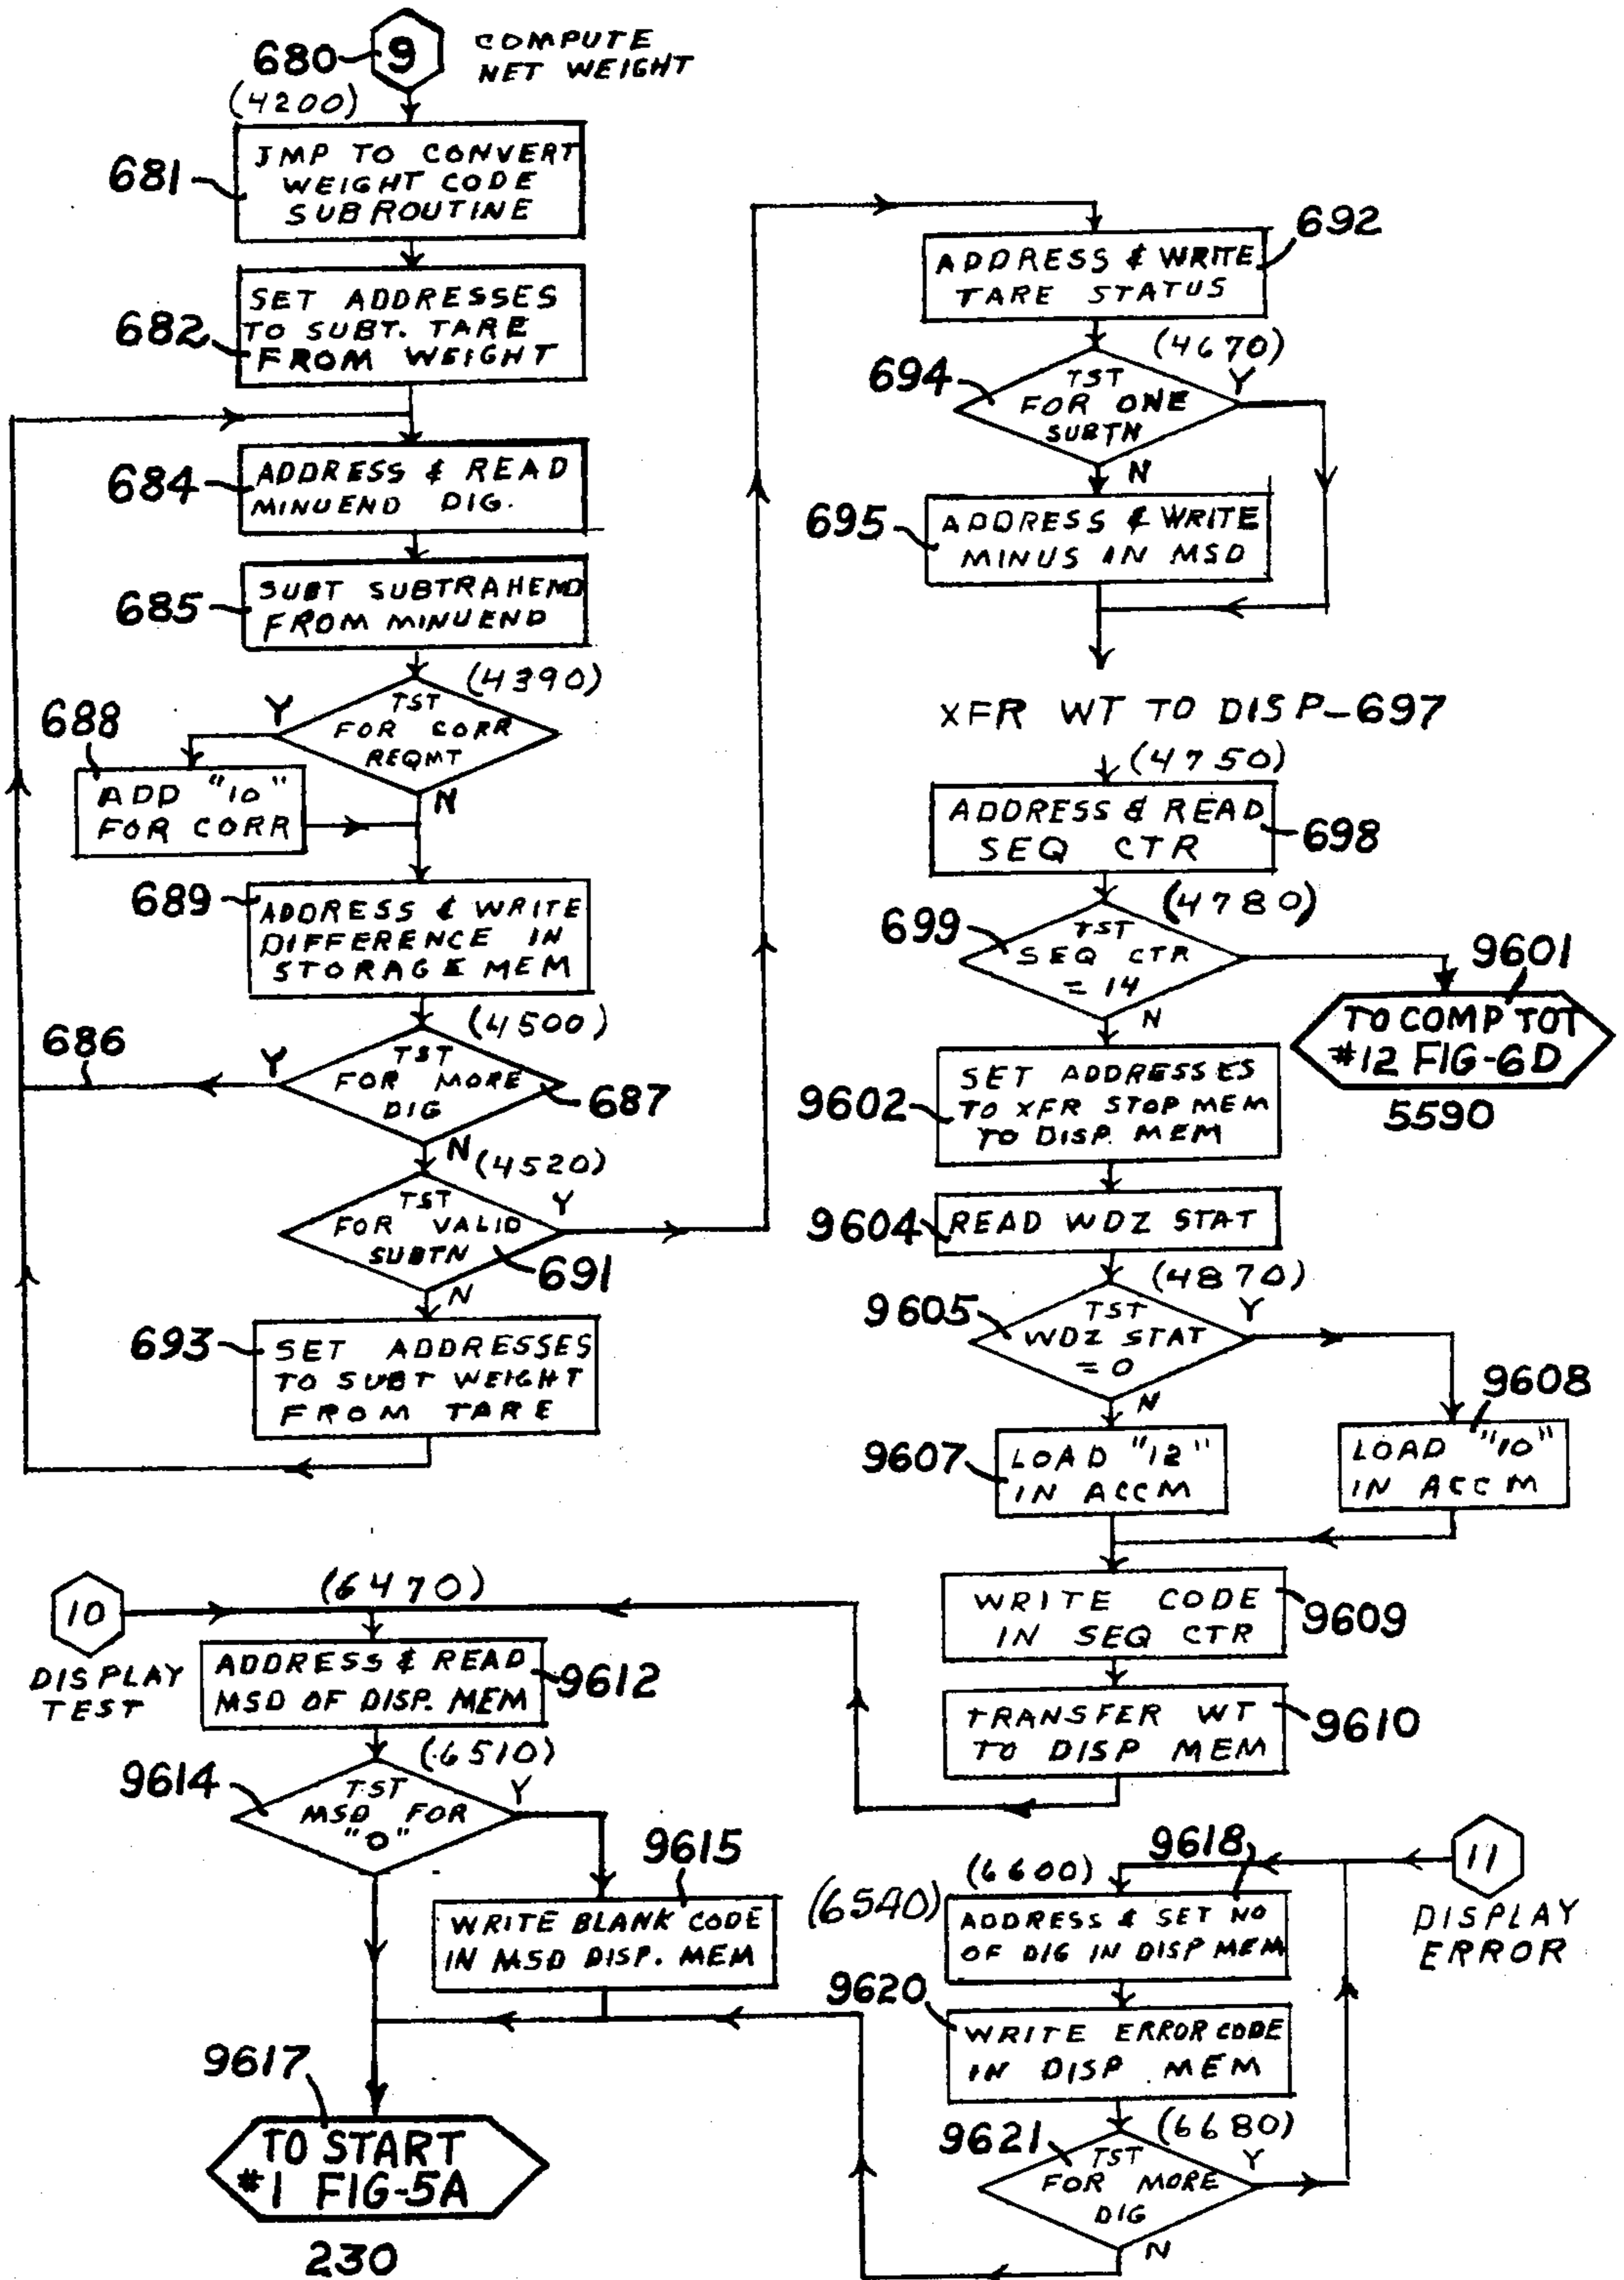 680
9
COMPUTE
NET WEIGHT
(4200)
681
JMP TO CONVERT
WEIGHT CODE
SUBROUTINE
682
SET ADDRESSES
TO SUBT. TARE
FROM WEIGHT
684
ADDRESS & READ
MINUEND DIG.
685
SUBT SUBTRAHEND
FROM MINUEND
(4390)
TST
FOR CORR
REQMT
Y
N
688
ADD "10"
FOR CORR
689
ADDRESS & WRITE
DIFFERENCE IN
STORAGE MEM
(4500)
686
Y
TST
FOR MORE
DIG
687
N
(4520)
TST
FOR VALID
SUBTN
Y
691
N
693
SET ADDRESSES
TO SUBT WEIGHT
FROM TARE
692
ADDRESS & WRITE
TARE STATUS
(4670)
694
TST
FOR ONE
SUBTN
Y
N
695
ADDRESS & WRITE
MINUS IN MSD
XFR WT TO DISP-697
(4750)
ADDRESS & READ
SEQ CTR
698
(4780)
699
TST
SEQ CTR
= 14
N
9601
TO COMP TOT
#12 FIG-6D
5590
9602
SET ADDRESSES
TO XFR STOP MEM
TO DISP. MEM
9604
READ WDZ STAT
(4870)
9605
TST
WDZ STAT
= 0
Y
N
9607
LOAD "12"
IN ACCM
9608
LOAD "10"
IN ACCM
WRITE CODE
IN SEQ CTR
9609
TRANSFER WT
TO DISP MEM
9610
10
DISPLAY
TEST
(6470)
ADDRESS & READ
MSD OF DISP. MEM
9612
(6510)
9614
TST
MSD FOR
"0"
Y
9615
WRITE BLANK CODE
IN MSD DISP. MEM
9617
TO START
#1 FIG-5A
230
11
DISPLAY
ERROR
9618
(6600)
(6540)
ADDRESS & SET NO
OF DIG IN DISP MEM
9620
WRITE ERROR CODE
IN DISP. MEM
(6680)
9621
TST
FOR MORE
DIG
Y
N